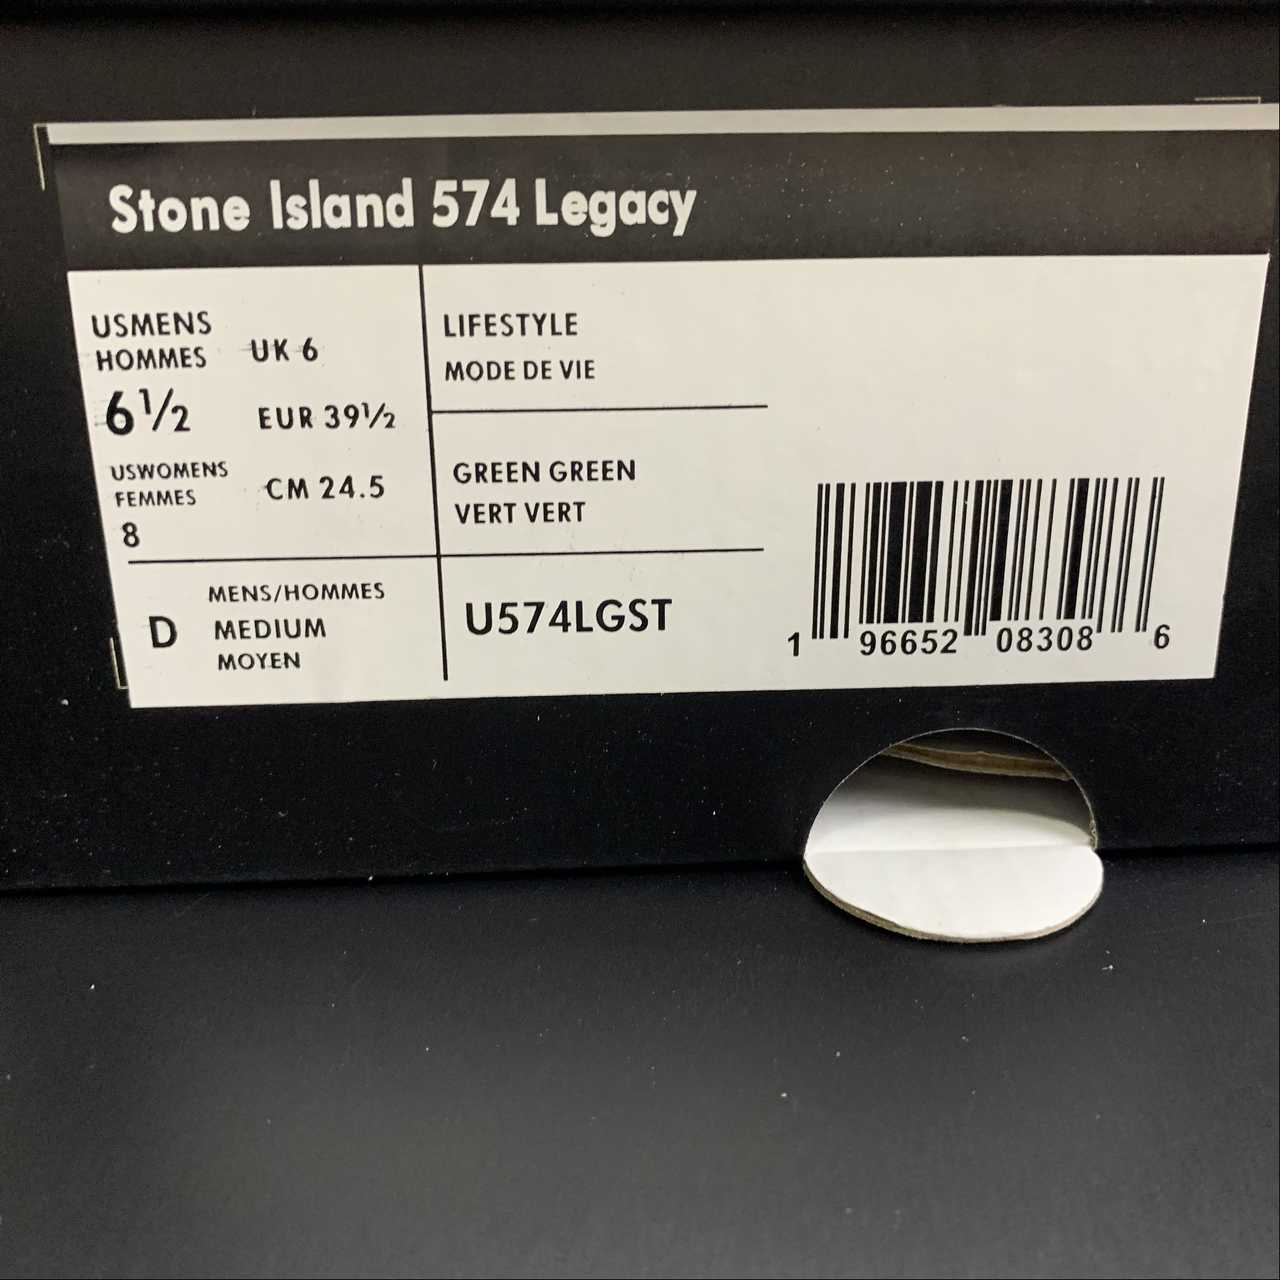 Stone Island 574 Legacy
USMENS
HOMMES
6½
UK 6
EUR 39½
USWOMENS
FEMMES
8
CM 24.5
D
MENS/HOMMES
MEDIUM
MOYEN
LIFESTYLE
MODE DE VIE
GREEN GREEN
VERT VERT
U574LGST
1 96652 08308 6